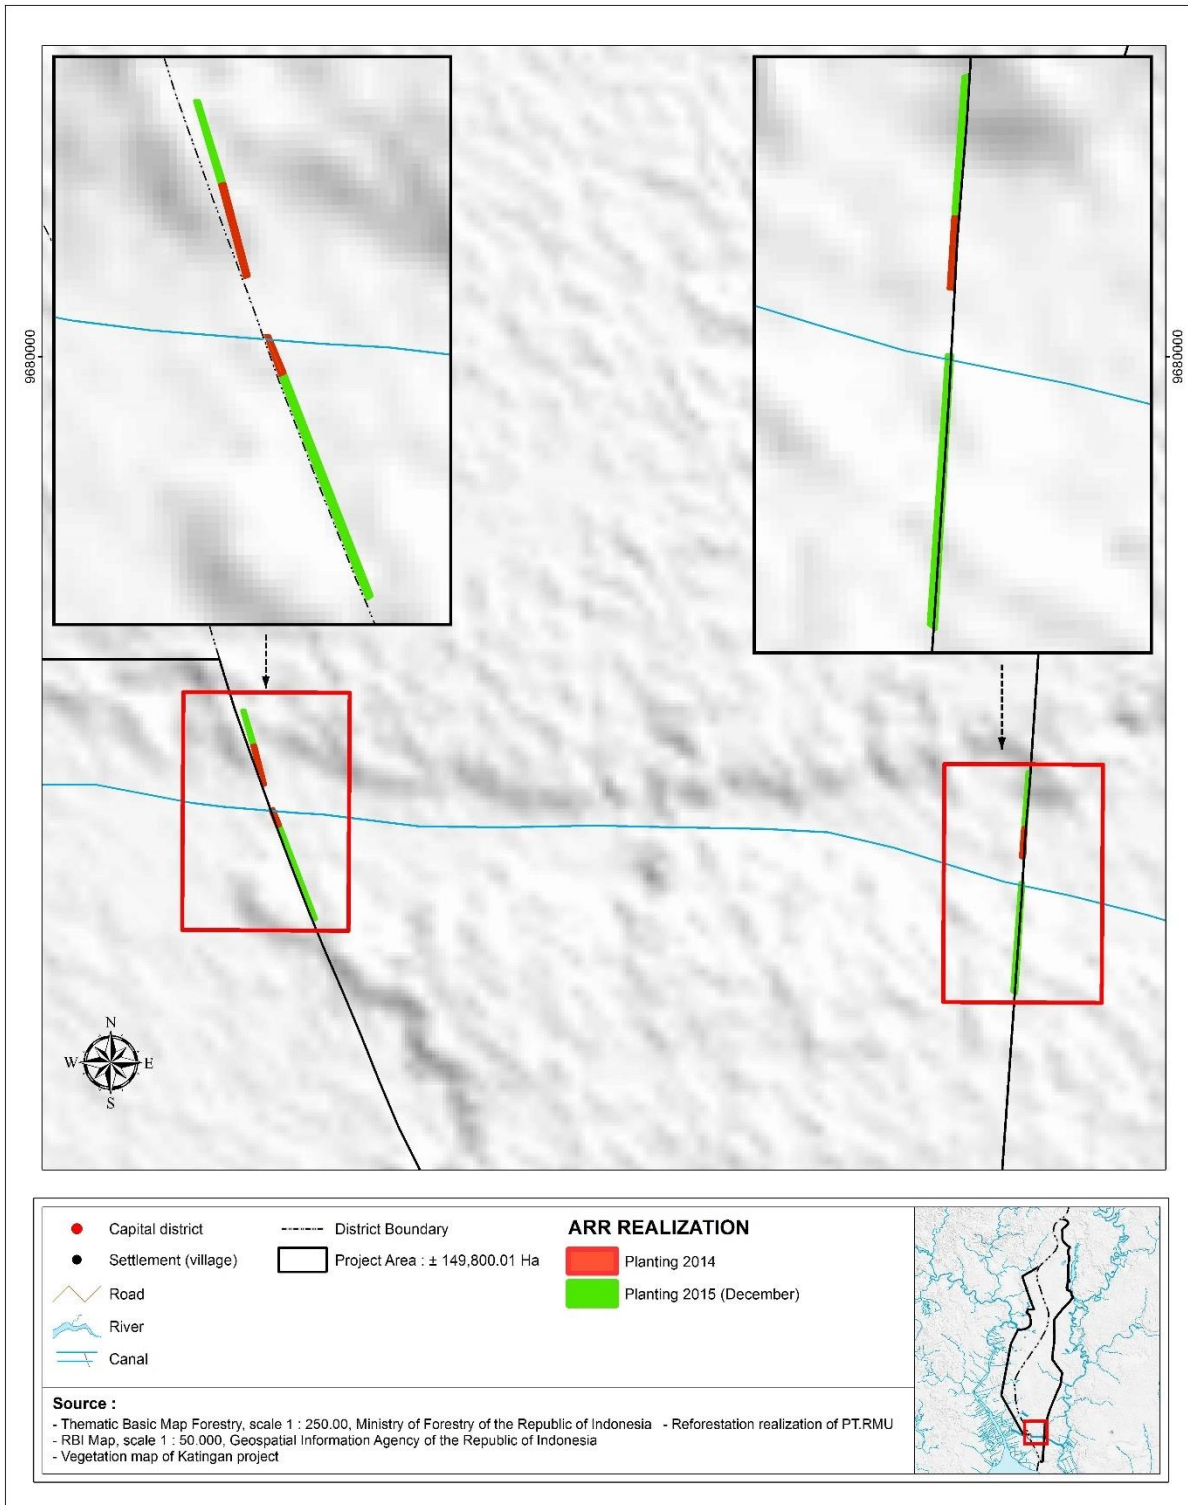 9680000
9680000
N
W E
S
Capital district
Settlement (village)
Road
River
Canal
District Boundary
Project Area : ± 149,800.01 Ha
ARR REALIZATION
Planting 2014
Planting 2015 (December)
Source :
- Thematic Basic Map Forestry, scale 1 : 250.00, Ministry of Forestry of the Republic of Indonesia - Reforestation realization of PT.RMU
- RBI Map, scale 1 : 50.000, Geospatial Information Agency of the Republic of Indonesia
- Vegetation map of Katingan project